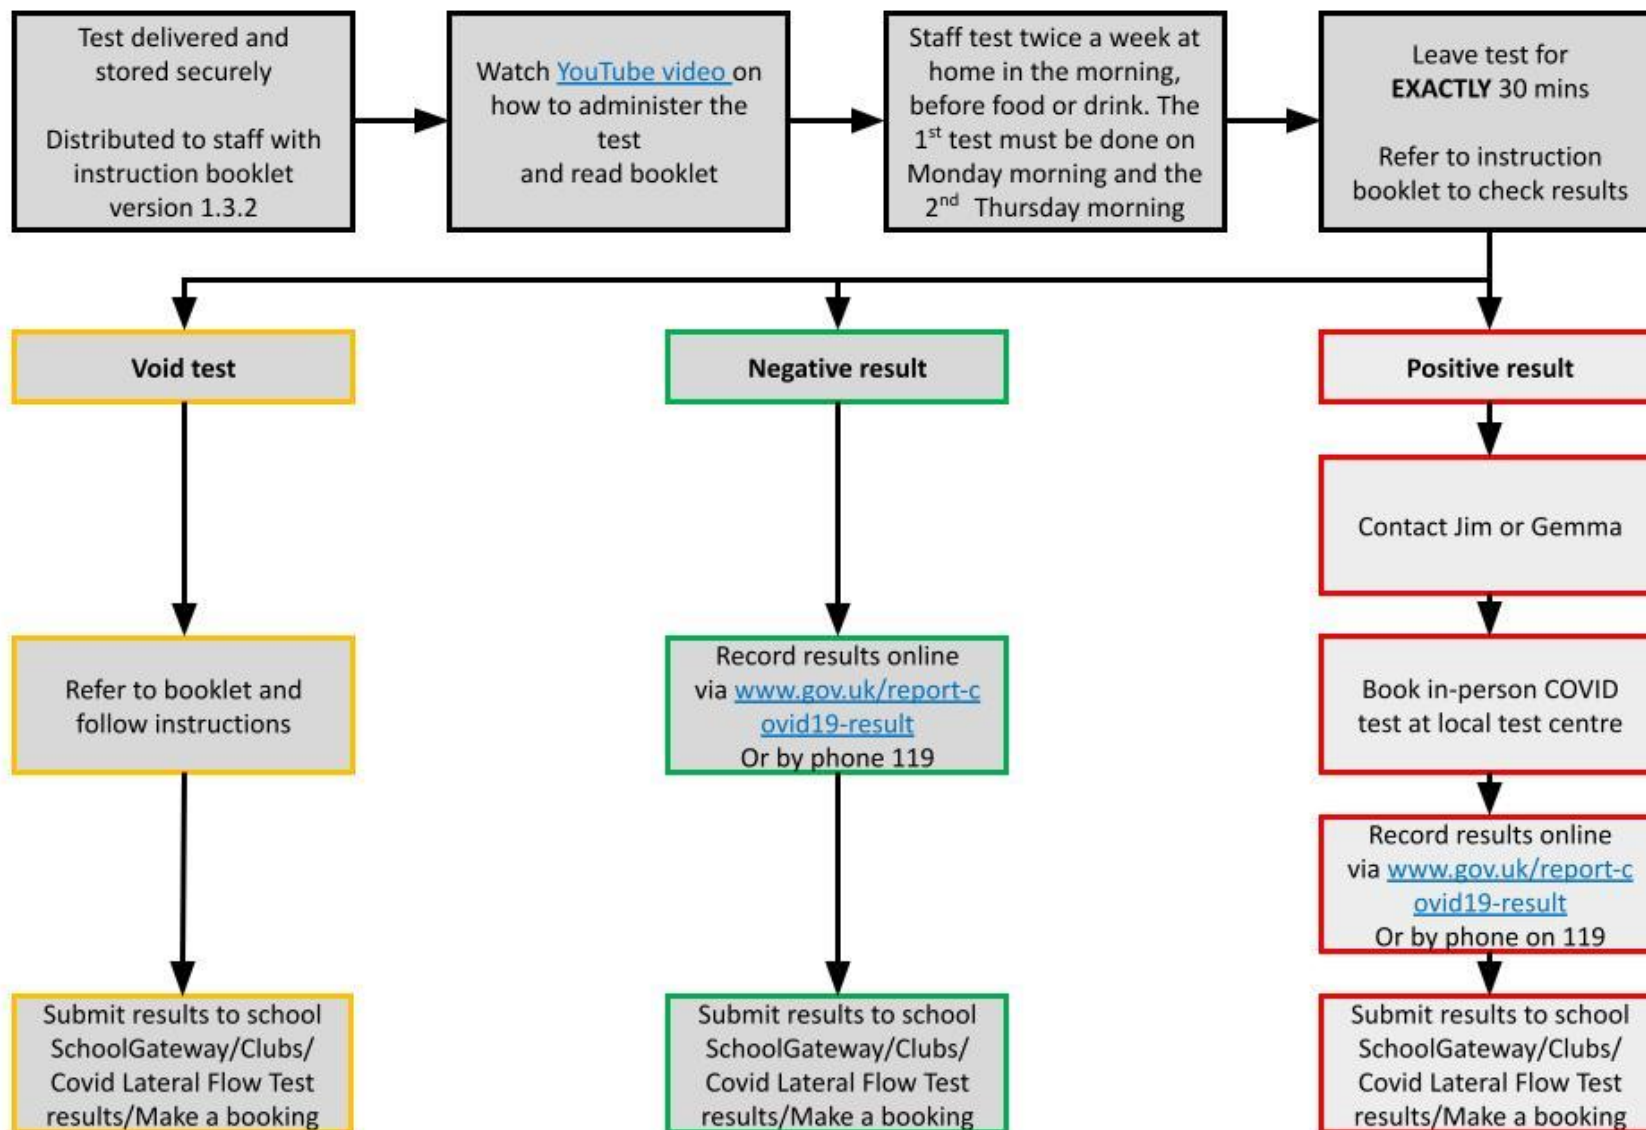 Test delivered and
stored securely
Distributed to staff with
instruction booklet
version 1.3.2
Watch YouTube video on
how to administer the
test
and read booklet
Staff test twice a week at
home in the morning,
before food or drink. The
1st test must be done on
Monday morning and the
2nd Thursday morning
Leave test for
EXACTLY 30 mins
Refer to instruction
booklet to check results
Void test
Negative result
Positive result
Contact Jim or Gemma
Refer to booklet and
follow instructions
Record results online
via www.gov.uk/report-c
ovid19-result
Or by phone 119
Book in-person COVID
test at local test centre
Record results online
via www.gov.uk/report-c
ovid19-result
Or by phone on 119
Submit results to school
SchoolGateway/Clubs/
Covid Lateral Flow Test
results/Make a booking
Submit results to school
SchoolGateway/Clubs/
Covid Lateral Flow Test
results/Make a booking
Submit results to school
SchoolGateway/Clubs/
Covid Lateral Flow Test
results/Make a booking